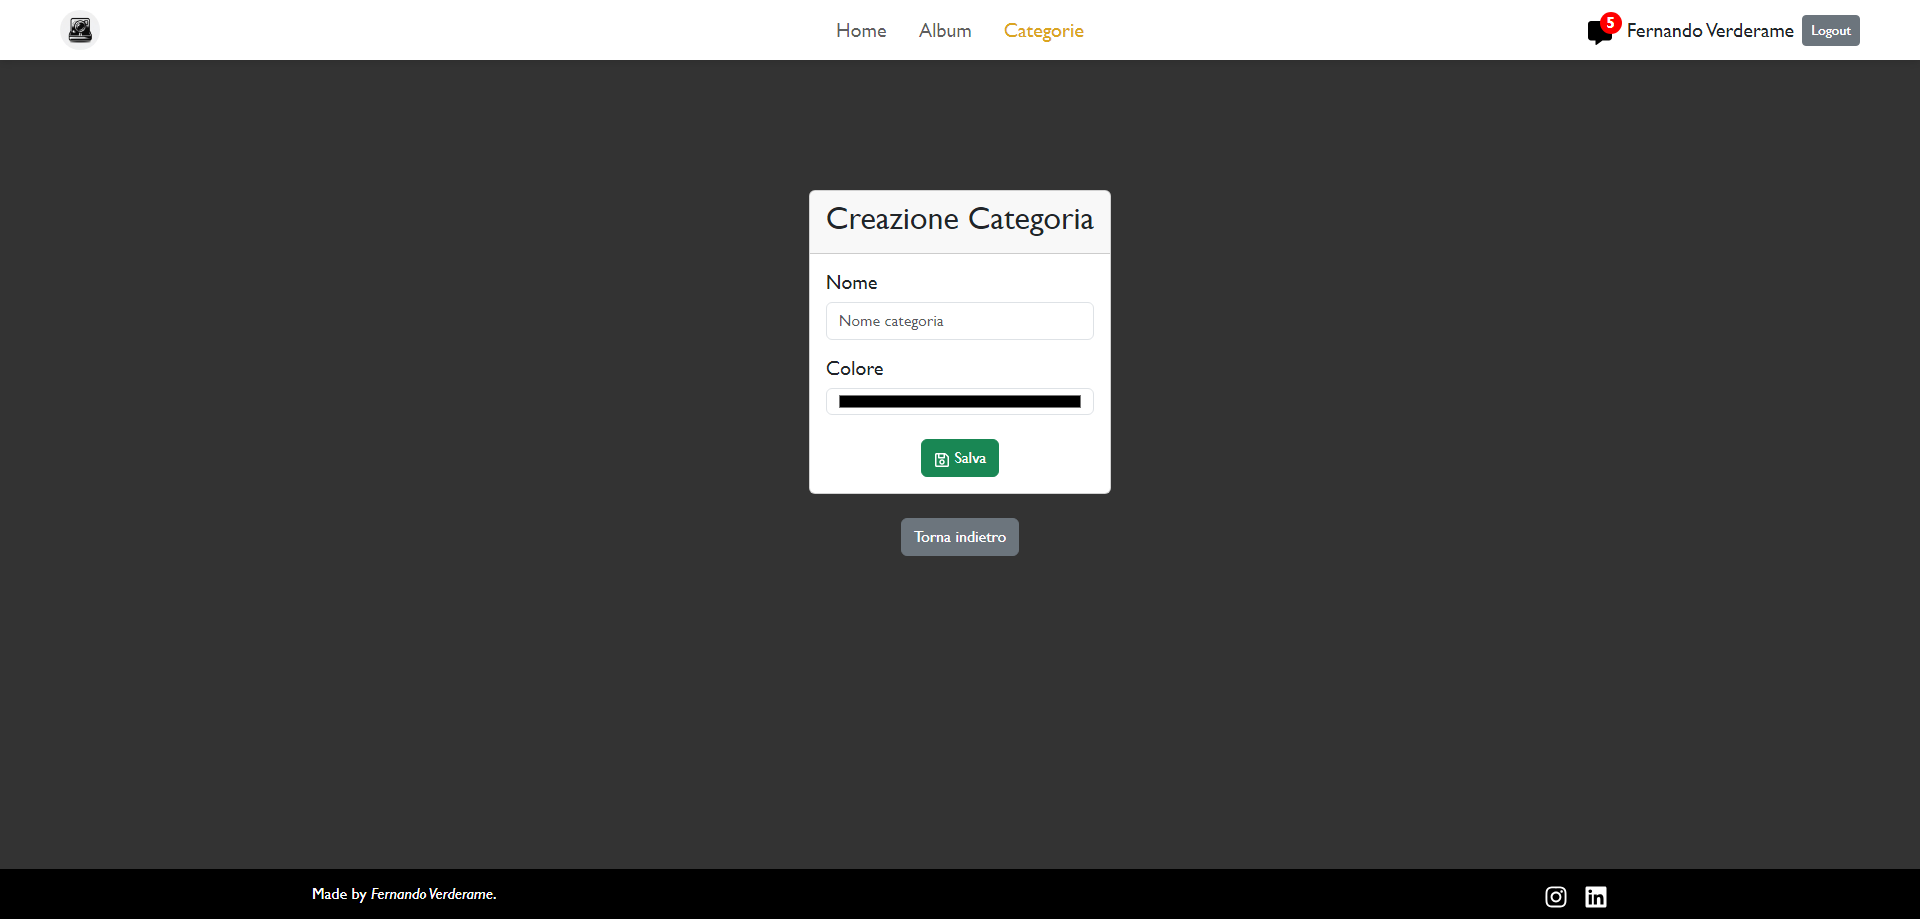 Home Album Categorie 5 Fernando Verderame Logout
Creazione Categoria
Nome
Nome categoria
Colore
Salva
Torna indietro
Made by Fernando Verderame.